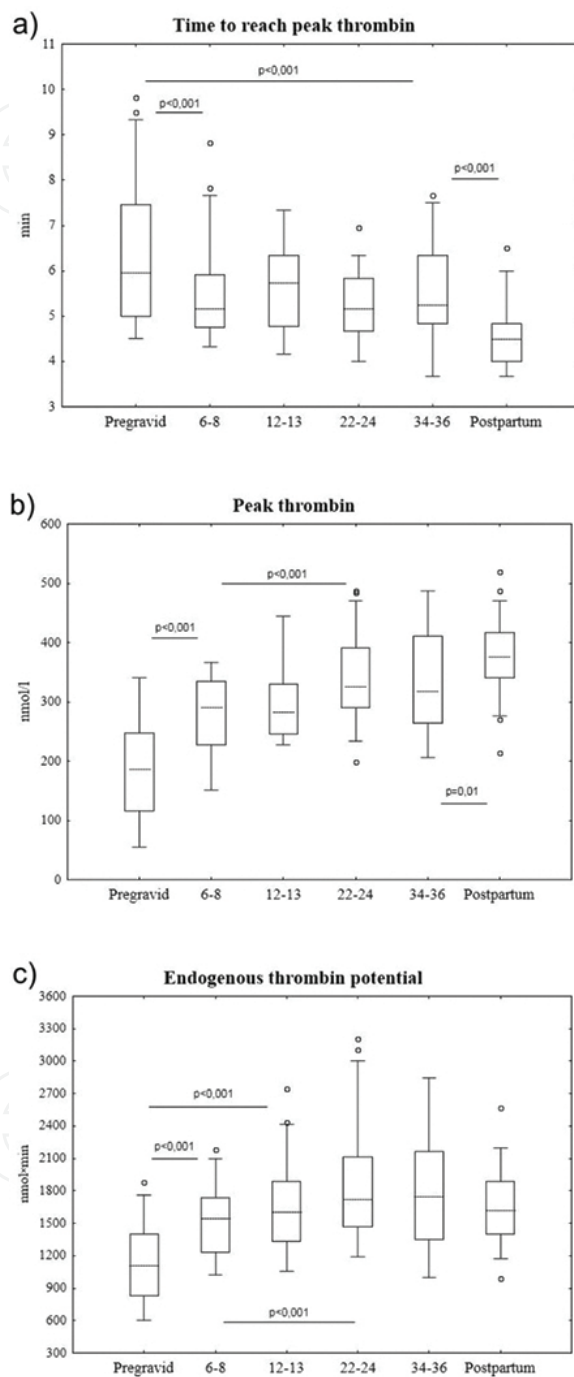 a)
Time to reach peak thrombin
11
10
9
8
7
6
5
4
3
min
p<0,001
p<0,001
p<0,001
Pregravid 6-8 12-13 22-24 34-36 Postpartum
b)
Peak thrombin
600
500
400
300
200
100
0
nmol/l
p<0,001
p<0,001
p=0,01
Pregravid 6-8 12-13 22-24 34-36 Postpartum
c)
Endogenous thrombin potential
3600
3300
3000
2700
2400
2100
1800
1500
1200
900
600
300
nmol×min
p<0,001
p<0,001
p<0,001
Pregravid 6-8 12-13 22-24 34-36 Postpartum